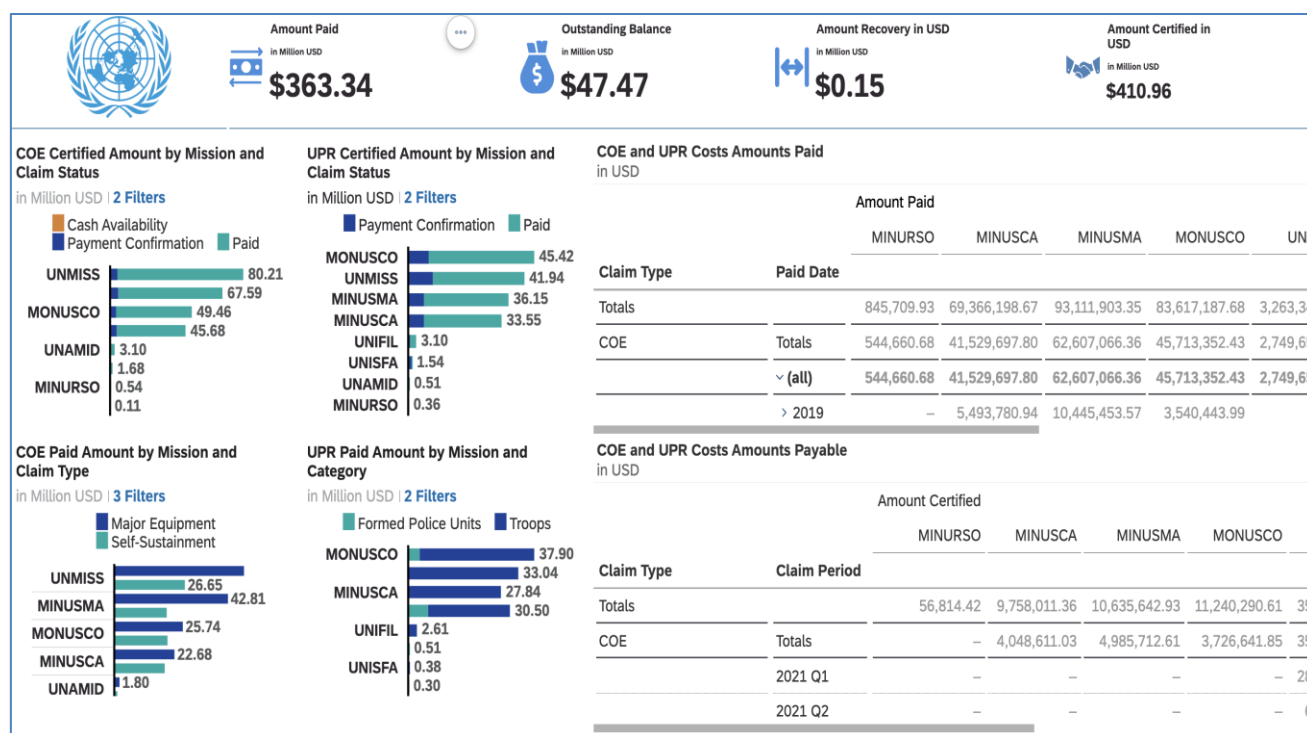 Amount Paid
in Million USD
$363.34
Outstanding Balance
in Million USD
$47.47
Amount Recovery in USD
in Million USD
$0.15
Amount Certified in
USD
in Million USD
$410.96
COE Certified Amount by Mission and
Claim Status
in Million USD | 2 Filters
Cash Availability
Payment Confirmation Paid
UNMISS 80.21
67.59
MONUSCO 49.46
45.68
UNAMID 3.10
1.68
MINURSO 0.54
0.11
UPR Certified Amount by Mission and
Claim Status
in Million USD | 2 Filters
Payment Confirmation Paid
MONUSCO 45.42
UNMISS 41.94
MINUSMA 36.15
MINUSCA 33.55
UNIFIL 3.10
UNISFA 1.54
UNAMID 0.51
MINURSO 0.36
COE and UPR Costs Amounts Paid
in USD
Amount Paid
MINURSO MINUSCA MINUSMA MONUSCO UN
Claim Type Paid Date
Totals 845,709.93 69,366,198.67 93,111,903.35 83,617,187.68 3,263,3
COE Totals 544,660.68 41,529,697.80 62,607,066.36 45,713,352.43 2,749,6
(all) 544,660.68 41,529,697.80 62,607,066.36 45,713,352.43 2,749,6
2019 – 5,493,780.94 10,445,453.57 3,540,443.99
COE Paid Amount by Mission and
Claim Type
in Million USD | 3 Filters
Major Equipment
Self-Sustainment
UNMISS
26.65
MINUSMA 42.81
MONUSCO 25.74
MINUSCA 22.68
UNAMID 1.80
UPR Paid Amount by Mission and
Category
in Million USD | 2 Filters
Formed Police Units Troops
MONUSCO 37.90
33.04
MINUSCA 27.84
30.50
UNIFIL 2.61
0.51
UNISFA 0.38
0.30
COE and UPR Costs Amounts Payable
in USD
Amount Certified
MINURSO MINUSCA MINUSMA MONUSCO
Claim Type Claim Period
Totals 56,814.42 9,758,011.36 10,635,642.93 11,240,290.61 35
COE Totals – 4,048,611.03 4,985,712.61 3,726,641.85 35
2021 Q1 – – – – 28
2021 Q2 – – – –